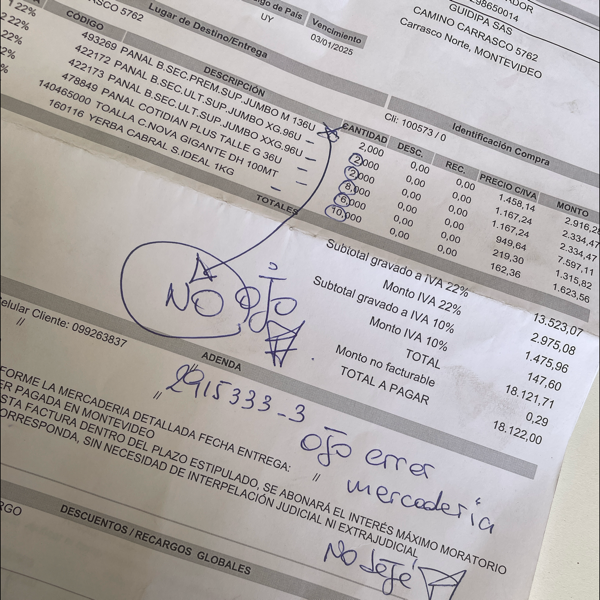 298650014
GUIDIPA SAS
CAMINO CARRASCO 5762
Carrasco Norte, MONTEVIDEO
UY
Vencimiento
03/01/2025
Lugar de Destino/Entrega
Cli: 100573 / 0
Identificación Compra
CÓDIGO DESCRIPCIÓN CANTIDAD DESC. REC. PRECIO C/IVA MONTO
493269 PANAL B.SEC.PREM.SUP.JUMBO M 136U 2,000 0,00 0,00 1.458,14
422172 PANAL B.SEC.ULT.SUP.JUMBO XG.96U 2,000 0,00 0,00 1.167,24 2.334,47
422173 PANAL B.SEC.ULT.SUP.JUMBO XXG.96U 2,000 0,00 0,00 1.167,24 2.334,47
478849 PANAL COTIDIAN PLUS TALLE G 36U 8,000 0,00 0,00 949,64 7.597,11
140465000 TOALLA C.NOVA GIGANTE DH 100MT 6,000 0,00 0,00 219,30 1.315,82
160116 YERBA CABRAL S.IDEAL 1KG 10,000 0,00 0,00 162,36 1.623,56
TOTALES
Subtotal gravado a IVA 22% 13.523,07
Monto IVA 22% 2.975,08
Subtotal gravado a IVA 10% 1.475,96
Monto IVA 10% 147,60
TOTAL 18.121,71
Monto no facturable 0,29
TOTAL A PAGAR 18.122,00
NO OJO
Celular Cliente: 099263837
//
ADENDA
// 2915333-3
OJO error
mercaderia
NO dejé
FORME LA MERCADERIA DETALLADA FECHA ENTREGA: //
ER PAGADA EN MONTEVIDEO
STA FACTURA DENTRO DEL PLAZO ESTIPULADO, SE ABONARÁ EL INTERÉS MÁXIMO MORATORIO
ORRESPONDA, SIN NECESIDAD DE INTERPELACIÓN JUDICIAL NI EXTRAJUDICIAL
DESCUENTOS / RECARGOS GLOBALES